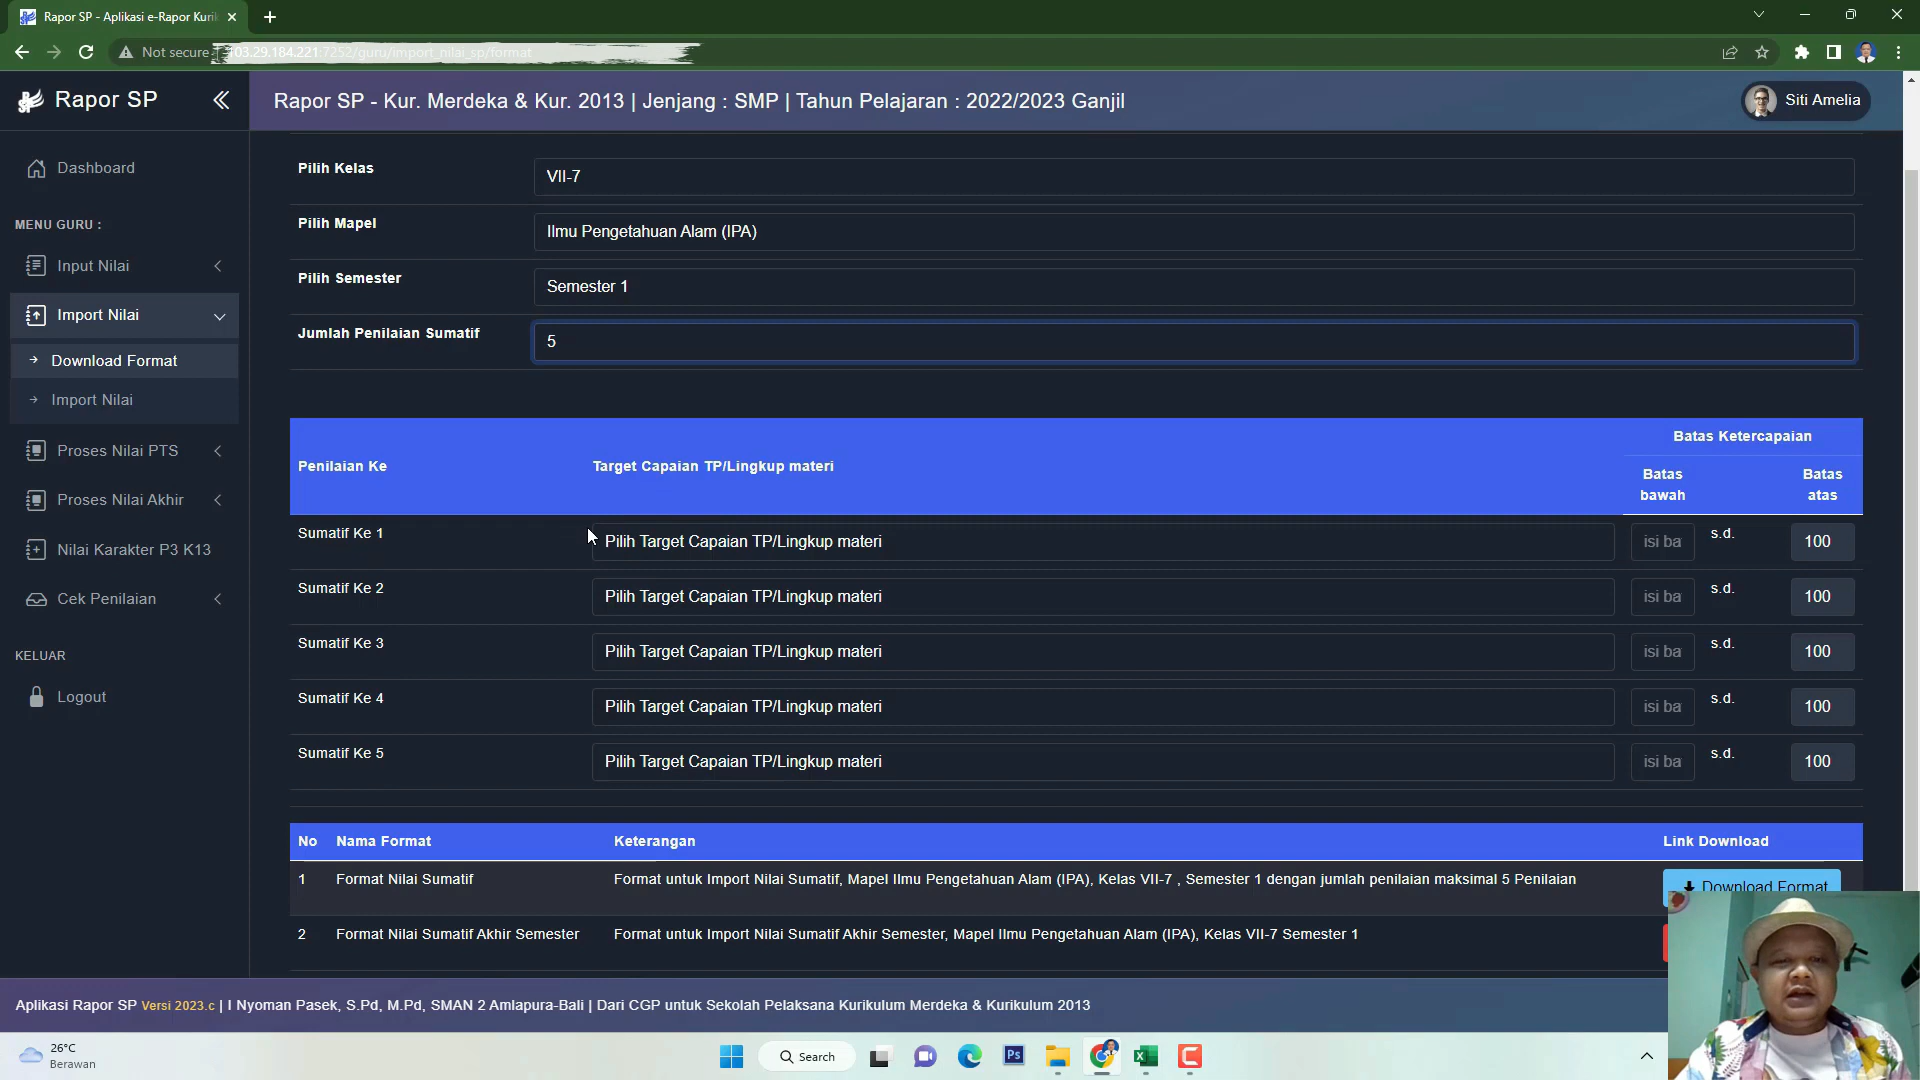 Rapor SP - Aplikasi e-Rapor Kuri
Not secure
03.29.184.221:7252/guru/import_nilai_sp/format
Rapor SP
Rapor SP - Kur. Merdeka & Kur. 2013 | Jenjang : SMP | Tahun Pelajaran : 2022/2023 Ganjil
Siti Amelia
Dashboard
MENU GURU :
Input Nilai
Import Nilai
Download Format
Import Nilai
Proses Nilai PTS
Proses Nilai Akhir
Nilai Karakter P3 K13
Cek Penilaian
KELUAR
Logout
Pilih Kelas
VII-7
Pilih Mapel
Ilmu Pengetahuan Alam (IPA)
Pilih Semester
Semester 1
Jumlah Penilaian Sumatif
5
Penilaian Ke
Target Capaian TP/Lingkup materi
Batas Ketercapaian
Batas bawah
Batas atas
Sumatif Ke 1
Pilih Target Capaian TP/Lingkup materi
isi ba
s.d.
100
Sumatif Ke 2
Pilih Target Capaian TP/Lingkup materi
isi ba
s.d.
100
Sumatif Ke 3
Pilih Target Capaian TP/Lingkup materi
isi ba
s.d.
100
Sumatif Ke 4
Pilih Target Capaian TP/Lingkup materi
isi ba
s.d.
100
Sumatif Ke 5
Pilih Target Capaian TP/Lingkup materi
isi ba
s.d.
100
No Nama Format Keterangan Link Download
1 Format Nilai Sumatif Format untuk Import Nilai Sumatif, Mapel Ilmu Pengetahuan Alam (IPA), Kelas VII-7 , Semester 1 dengan jumlah penilaian maksimal 5 Penilaian Download Format
2 Format Nilai Sumatif Akhir Semester Format untuk Import Nilai Sumatif Akhir Semester, Mapel Ilmu Pengetahuan Alam (IPA), Kelas VII-7 Semester 1
Aplikasi Rapor SP Versi 2023.c | I Nyoman Pasek, S.Pd, M.Pd, SMAN 2 Amlapura-Bali | Dari CGP untuk Sekolah Pelaksana Kurikulum Merdeka & Kurikulum 2013
26°C
Berawan
Search
Ps